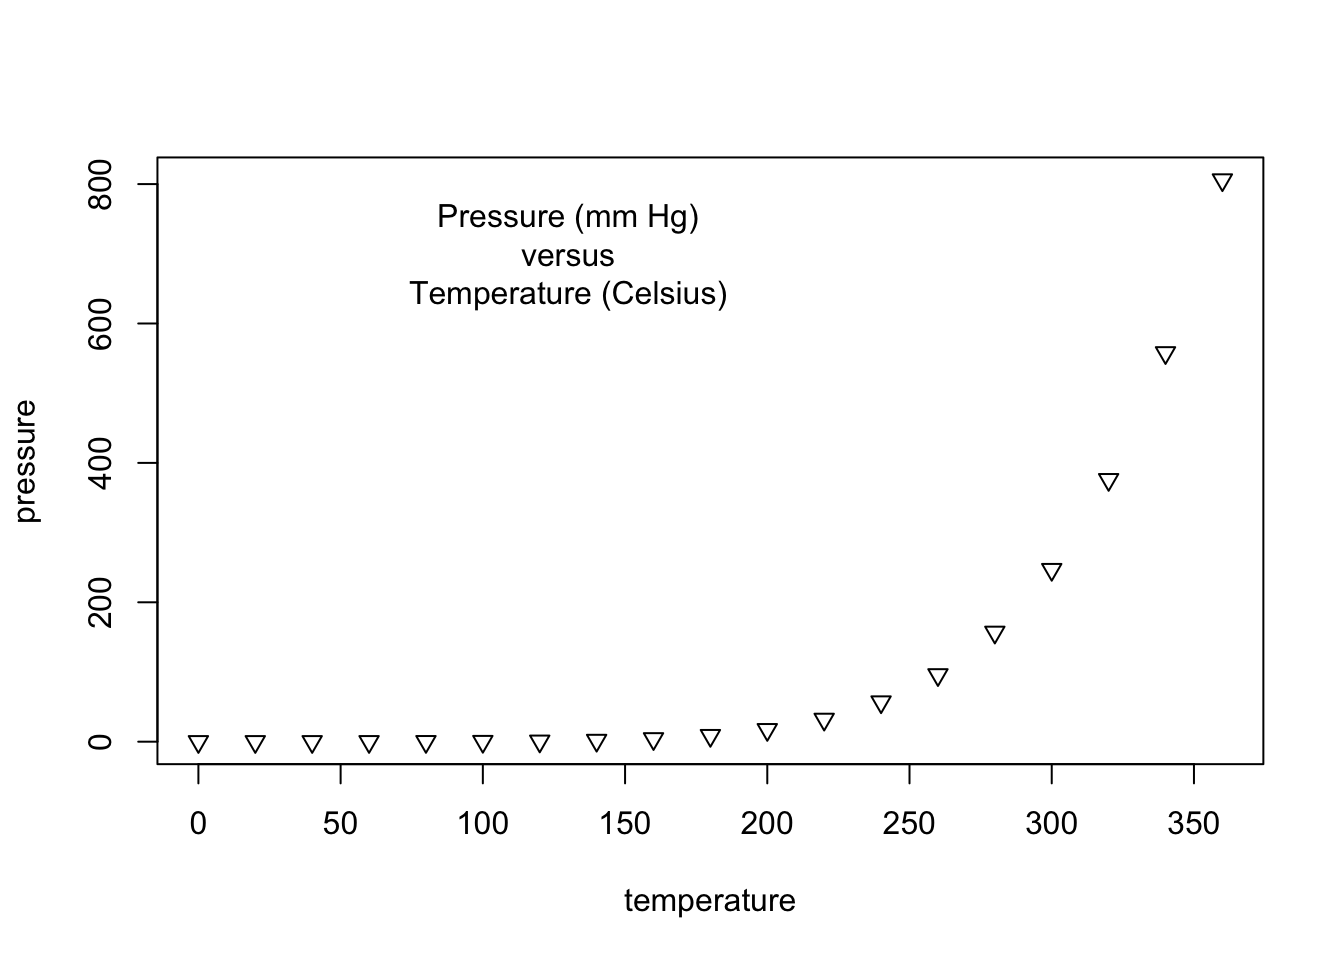 Pressure (mm Hg)
versus
Temperature (Celsius)
pressure
800
600
400
200
0
0 50 100 150 200 250 300 350
temperature